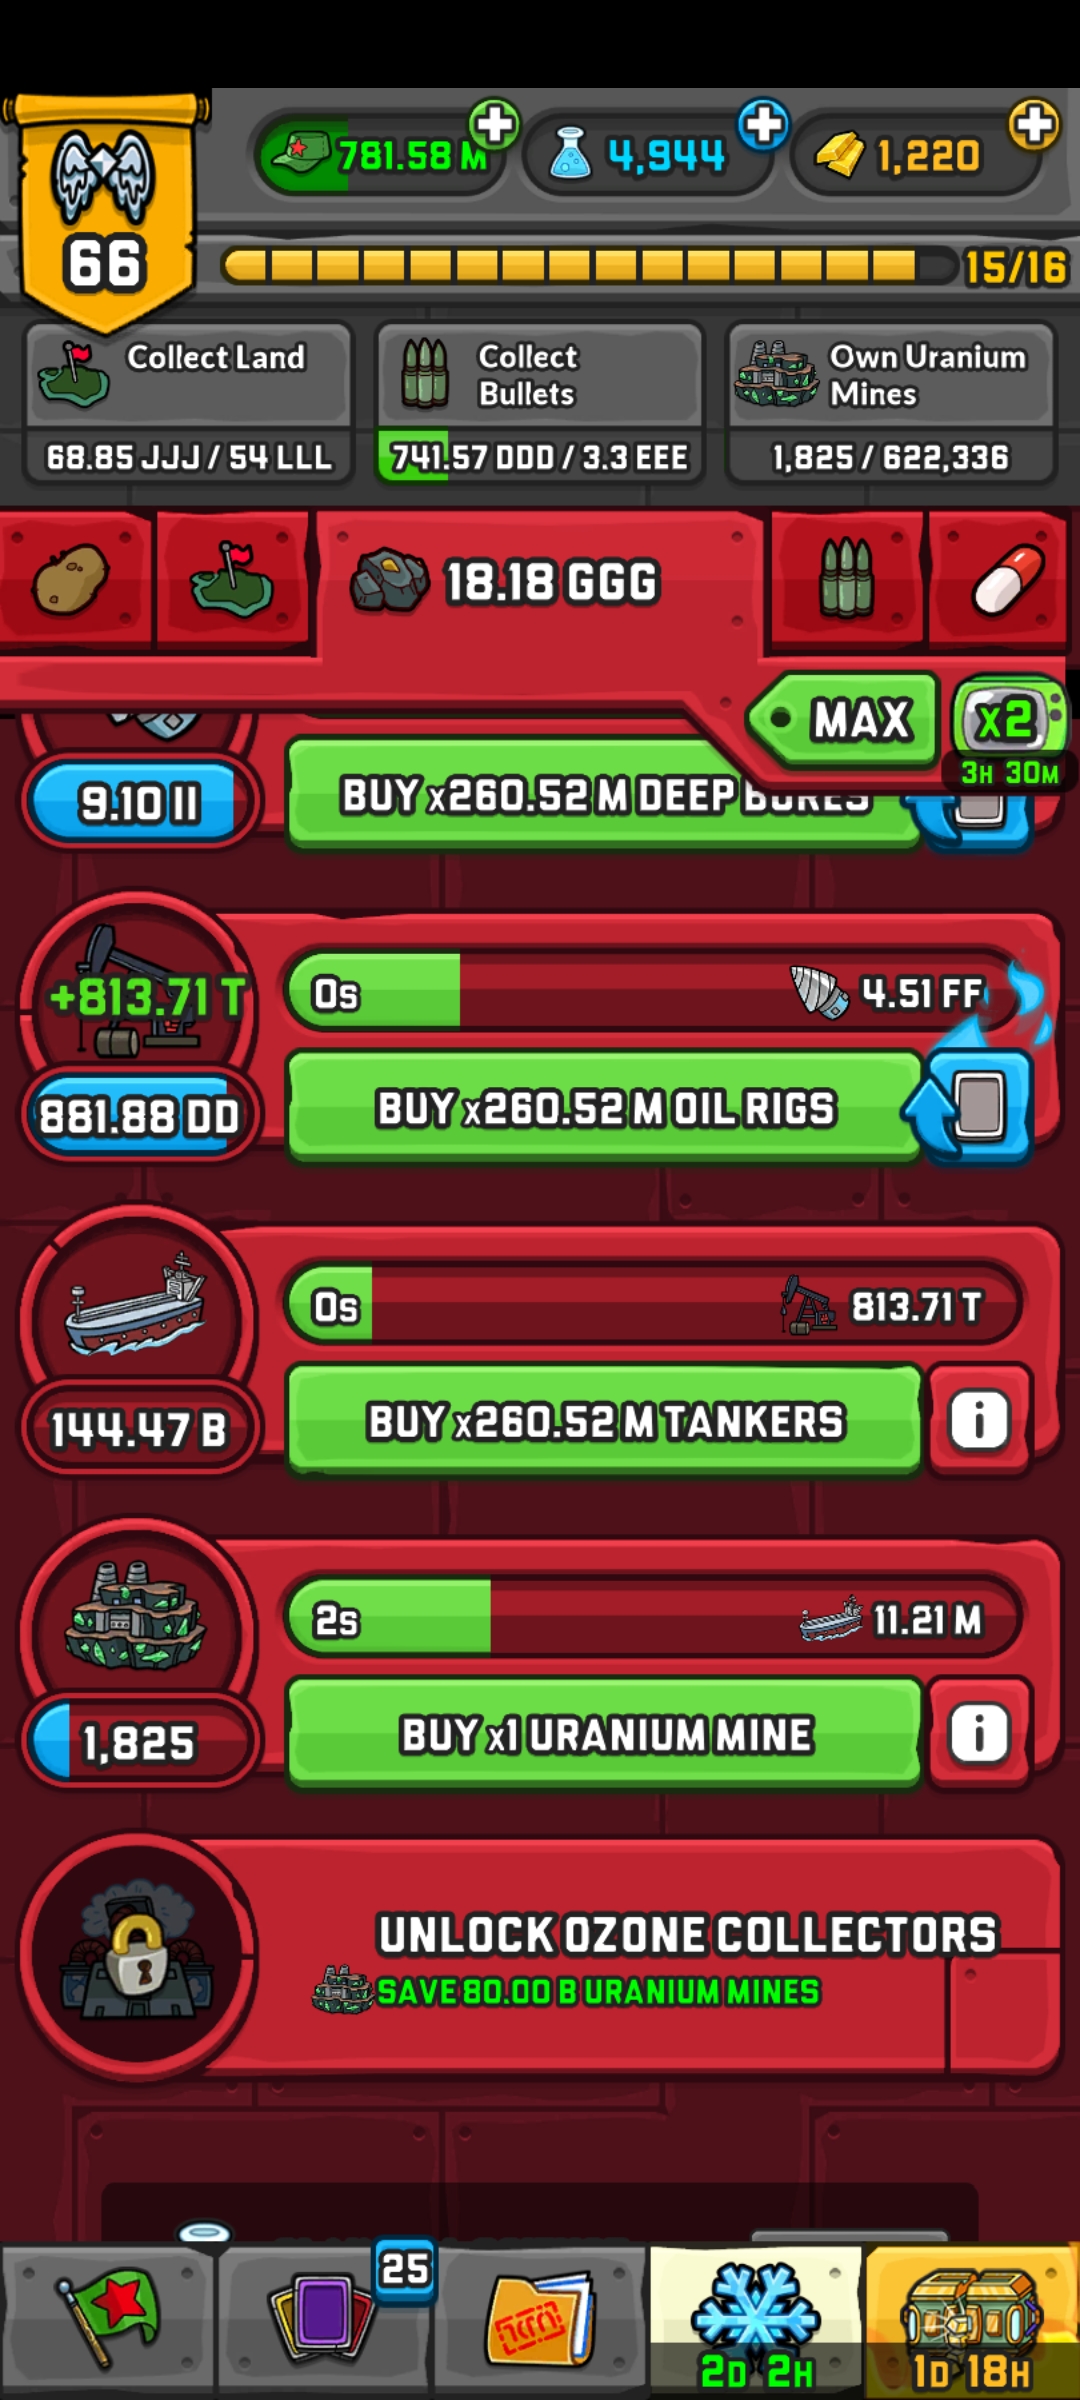 781.58 M
4,944
1,220
66
15/16
Collect Land
68.85 JJJ / 54 LLL
Collect
Bullets
741.57 DDD / 3.3 EEE
Own Uranium
Mines
1,825 / 622,336
18.18 GGG
MAX
x2
3H 30M
9.10 II
BUY x260.52 M DEEP BORES
+813.71 T
0s
4.51 FF
881.88 DD
BUY x260.52 M OIL RIGS
0s
813.71 T
144.47 B
BUY x260.52 M TANKERS
i
2s
11.21 M
1,825
BUY x1 URANIUM MINE
i
UNLOCK OZONE COLLECTORS
SAVE 80.00 B URANIUM MINES
25
2D 2H
1D 18H